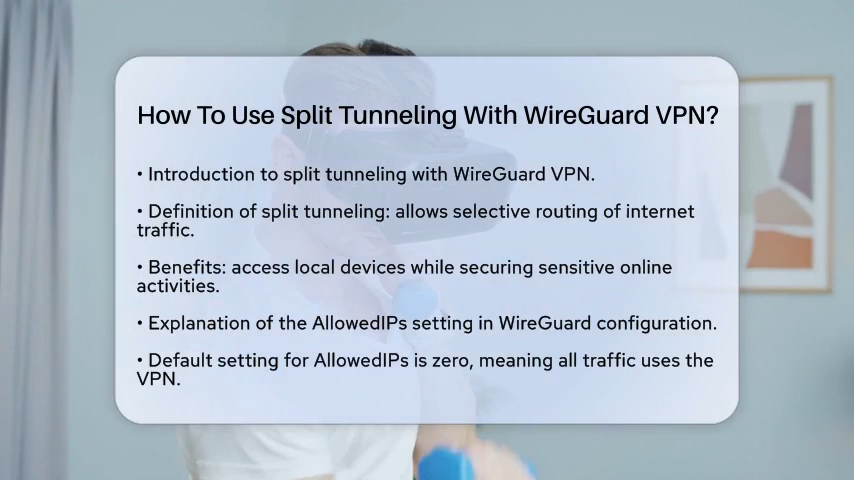 How To Use Split Tunneling With WireGuard VPN?
• Introduction to split tunneling with WireGuard VPN.
• Definition of split tunneling: allows selective routing of internet
traffic.
• Benefits: access local devices while securing sensitive online
activities.
• Explanation of the AllowedIPs setting in WireGuard configuration.
• Default setting for AllowedIPs is zero, meaning all traffic uses the
VPN.